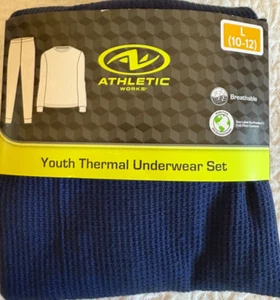 L
(10-12)
ATHLETIC
WORKS
Breathable
Youth Thermal Underwear Set